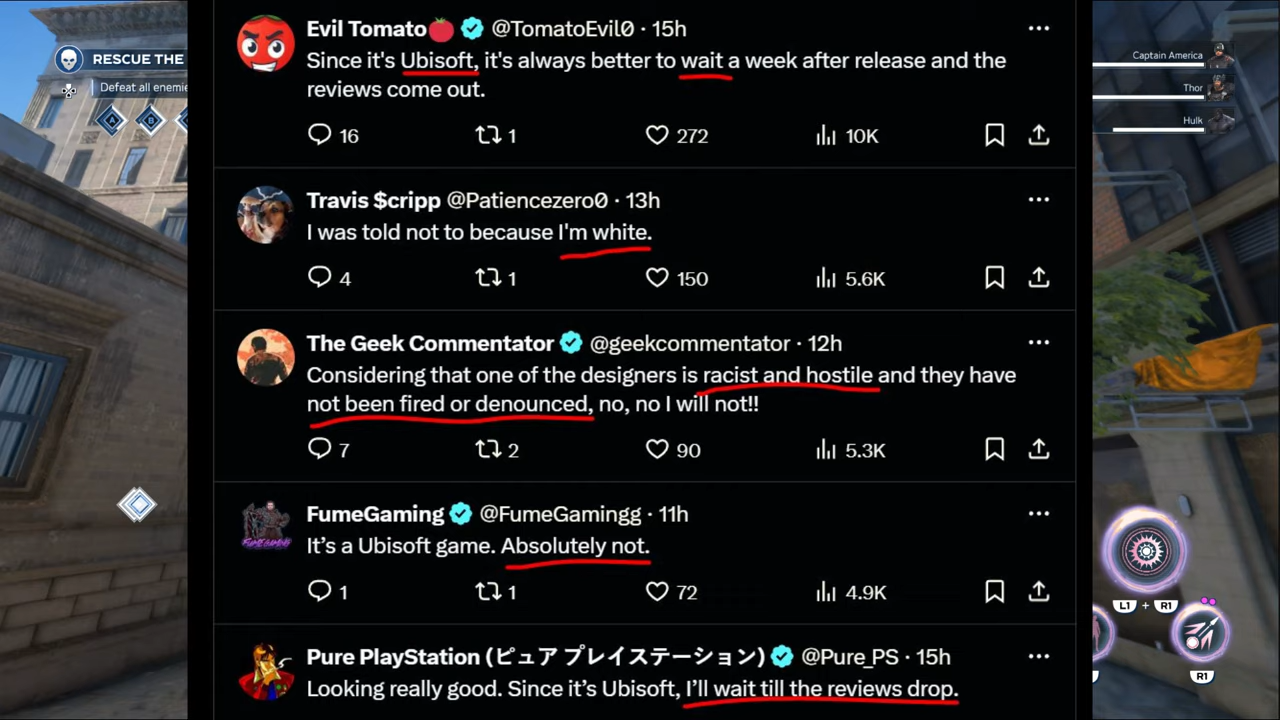 RESCUE THE
Defeat all enemie
A B
Evil Tomato🍅 @TomatoEvil0 · 15h
Since it's Ubisoft, it's always better to wait a week after release and the
reviews come out.
16 1 272 10K
Travis $cripp @Patiencezero0 · 13h
I was told not to because I'm white.
4 1 150 5.6K
The Geek Commentator @geekcommentator · 12h
Considering that one of the designers is racist and hostile and they have
not been fired or denounced, no, no I will not!!
7 2 90 5.3K
FumeGaming @FumeGamingg · 11h
It’s a Ubisoft game. Absolutely not.
1 1 72 4.9K
Pure PlayStation (ピュア プレイステーション) @Pure_PS · 15h
Looking really good. Since it’s Ubisoft, I’ll wait till the reviews drop.
Captain America
Thor
Hulk
L1 + R1
R1